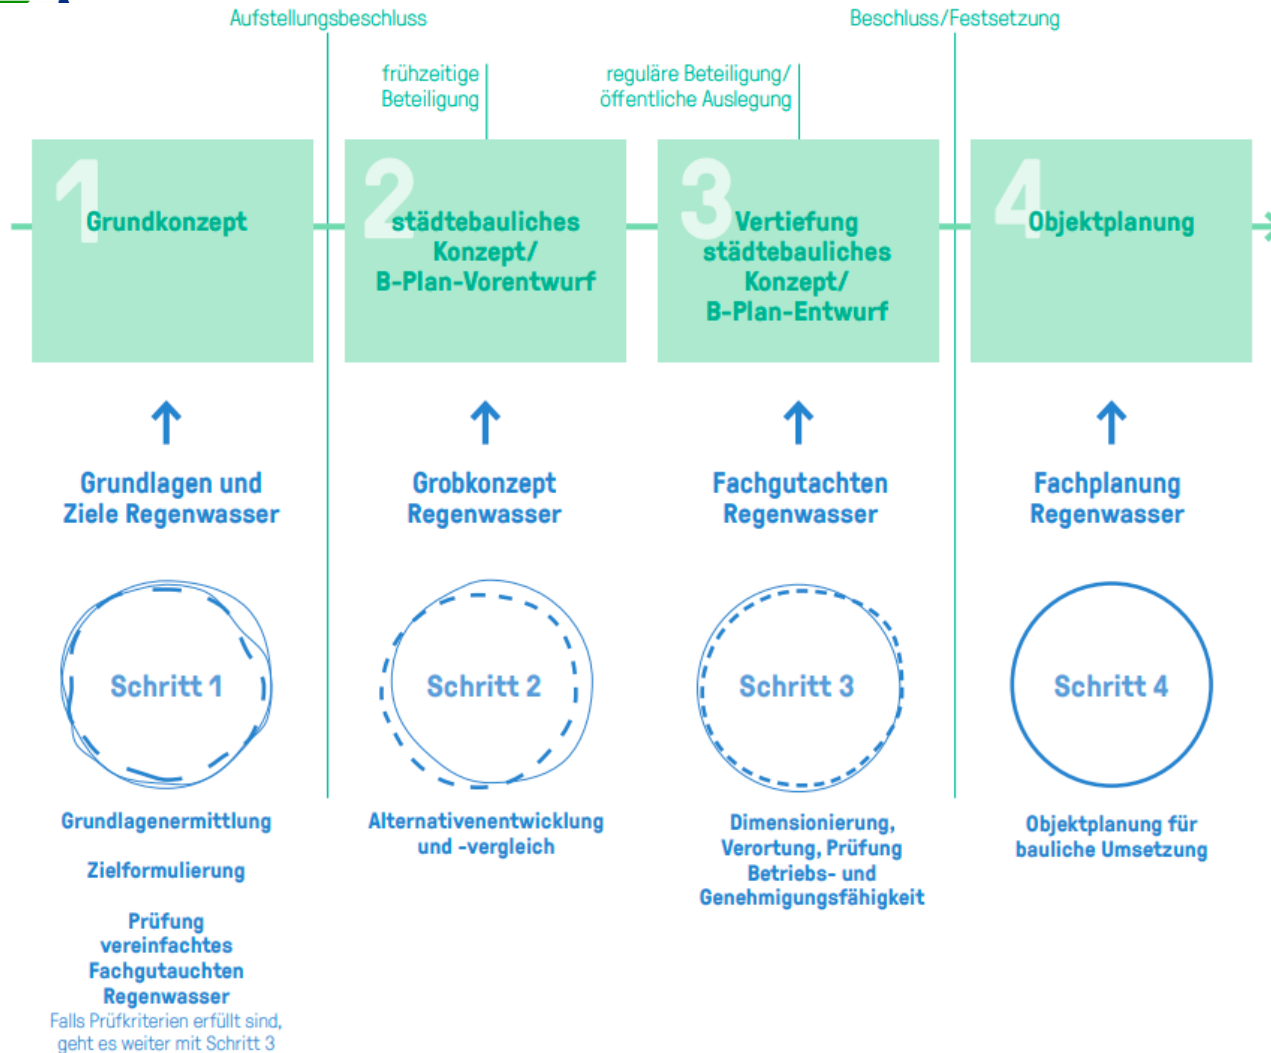 Aufstellungsbeschluss
Beschluss/Festsetzung
frühzeitige
Beteiligung
reguläre Beteiligung/
öffentliche Auslegung
1
Grundkonzept
2
städtebauliches
Konzept/
B-Plan-Vorentwurf
3
Vertiefung
städtebauliches
Konzept/
B-Plan-Entwurf
4
Objektplanung
Grundlagen und
Ziele Regenwasser
Grobkonzept
Regenwasser
Fachgutachten
Regenwasser
Fachplanung
Regenwasser
Schritt 1
Schritt 2
Schritt 3
Schritt 4
Grundlagenermittlung
Zielformulierung
Prüfung
vereinfachtes
Fachgutauchten
Regenwasser
Falls Prüfkriterien erfüllt sind,
geht es weiter mit Schritt 3
Alternativenentwicklung
und -vergleich
Dimensionierung,
Verortung, Prüfung
Betriebs- und
Genehmigungsfähigkeit
Objektplanung für
bauliche Umsetzung